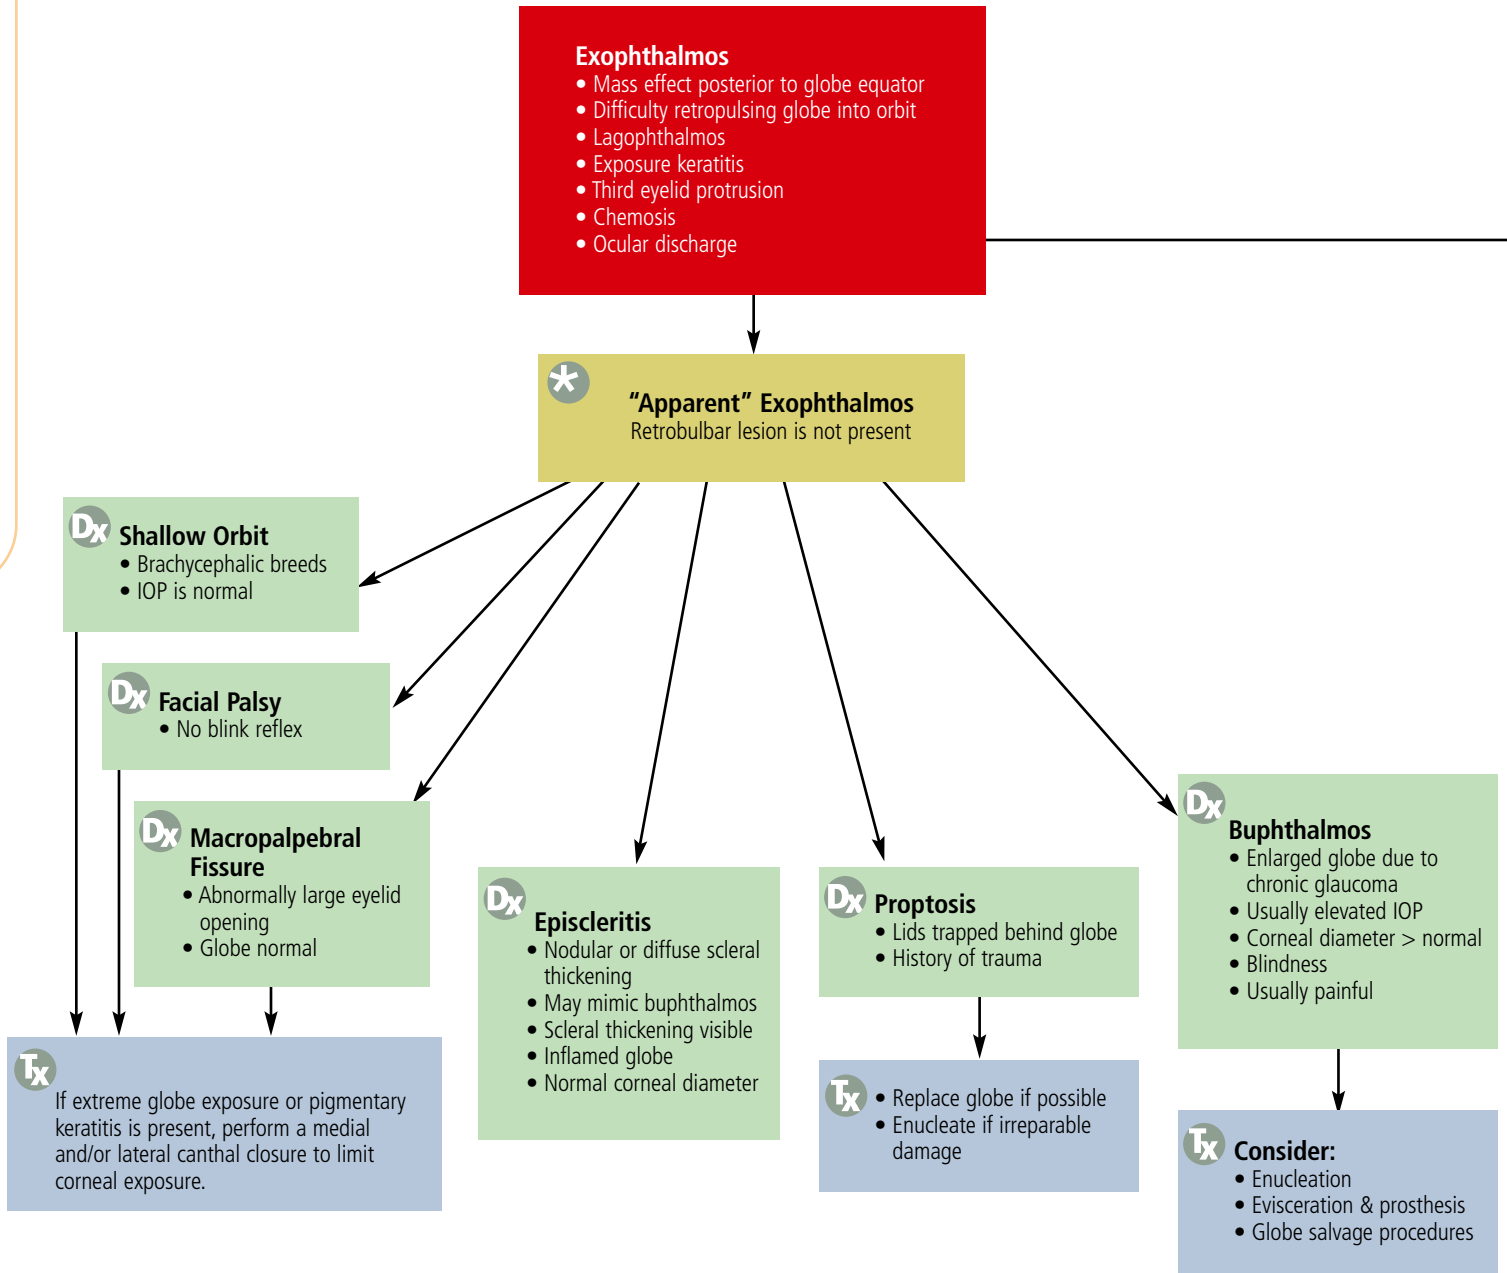 Exophthalmos
• Mass effect posterior to globe equator
• Difficulty retropulsing globe into orbit
• Lagophthalmos
• Exposure keratitis
• Third eyelid protrusion
• Chemosis
• Ocular discharge
*
“Apparent” Exophthalmos
Retrobulbar lesion is not present
Dx
Shallow Orbit
• Brachycephalic breeds
• IOP is normal
Dx
Facial Palsy
• No blink reflex
Dx
Macropalpebral
Fissure
• Abnormally large eyelid
opening
• Globe normal
Dx
Episcleritis
• Nodular or diffuse scleral
thickening
• May mimic buphthalmos
• Scleral thickening visible
• Inflamed globe
• Normal corneal diameter
Dx
Proptosis
• Lids trapped behind globe
• History of trauma
Dx
Buphthalmos
• Enlarged globe due to
chronic glaucoma
• Usually elevated IOP
• Corneal diameter > normal
• Blindness
• Usually painful
Tx
If extreme globe exposure or pigmentary
keratitis is present, perform a medial
and/or lateral canthal closure to limit
corneal exposure.
Tx
• Replace globe if possible
• Enucleate if irreparable
damage
Tx
Consider:
• Enucleation
• Evisceration & prosthesis
• Globe salvage procedures